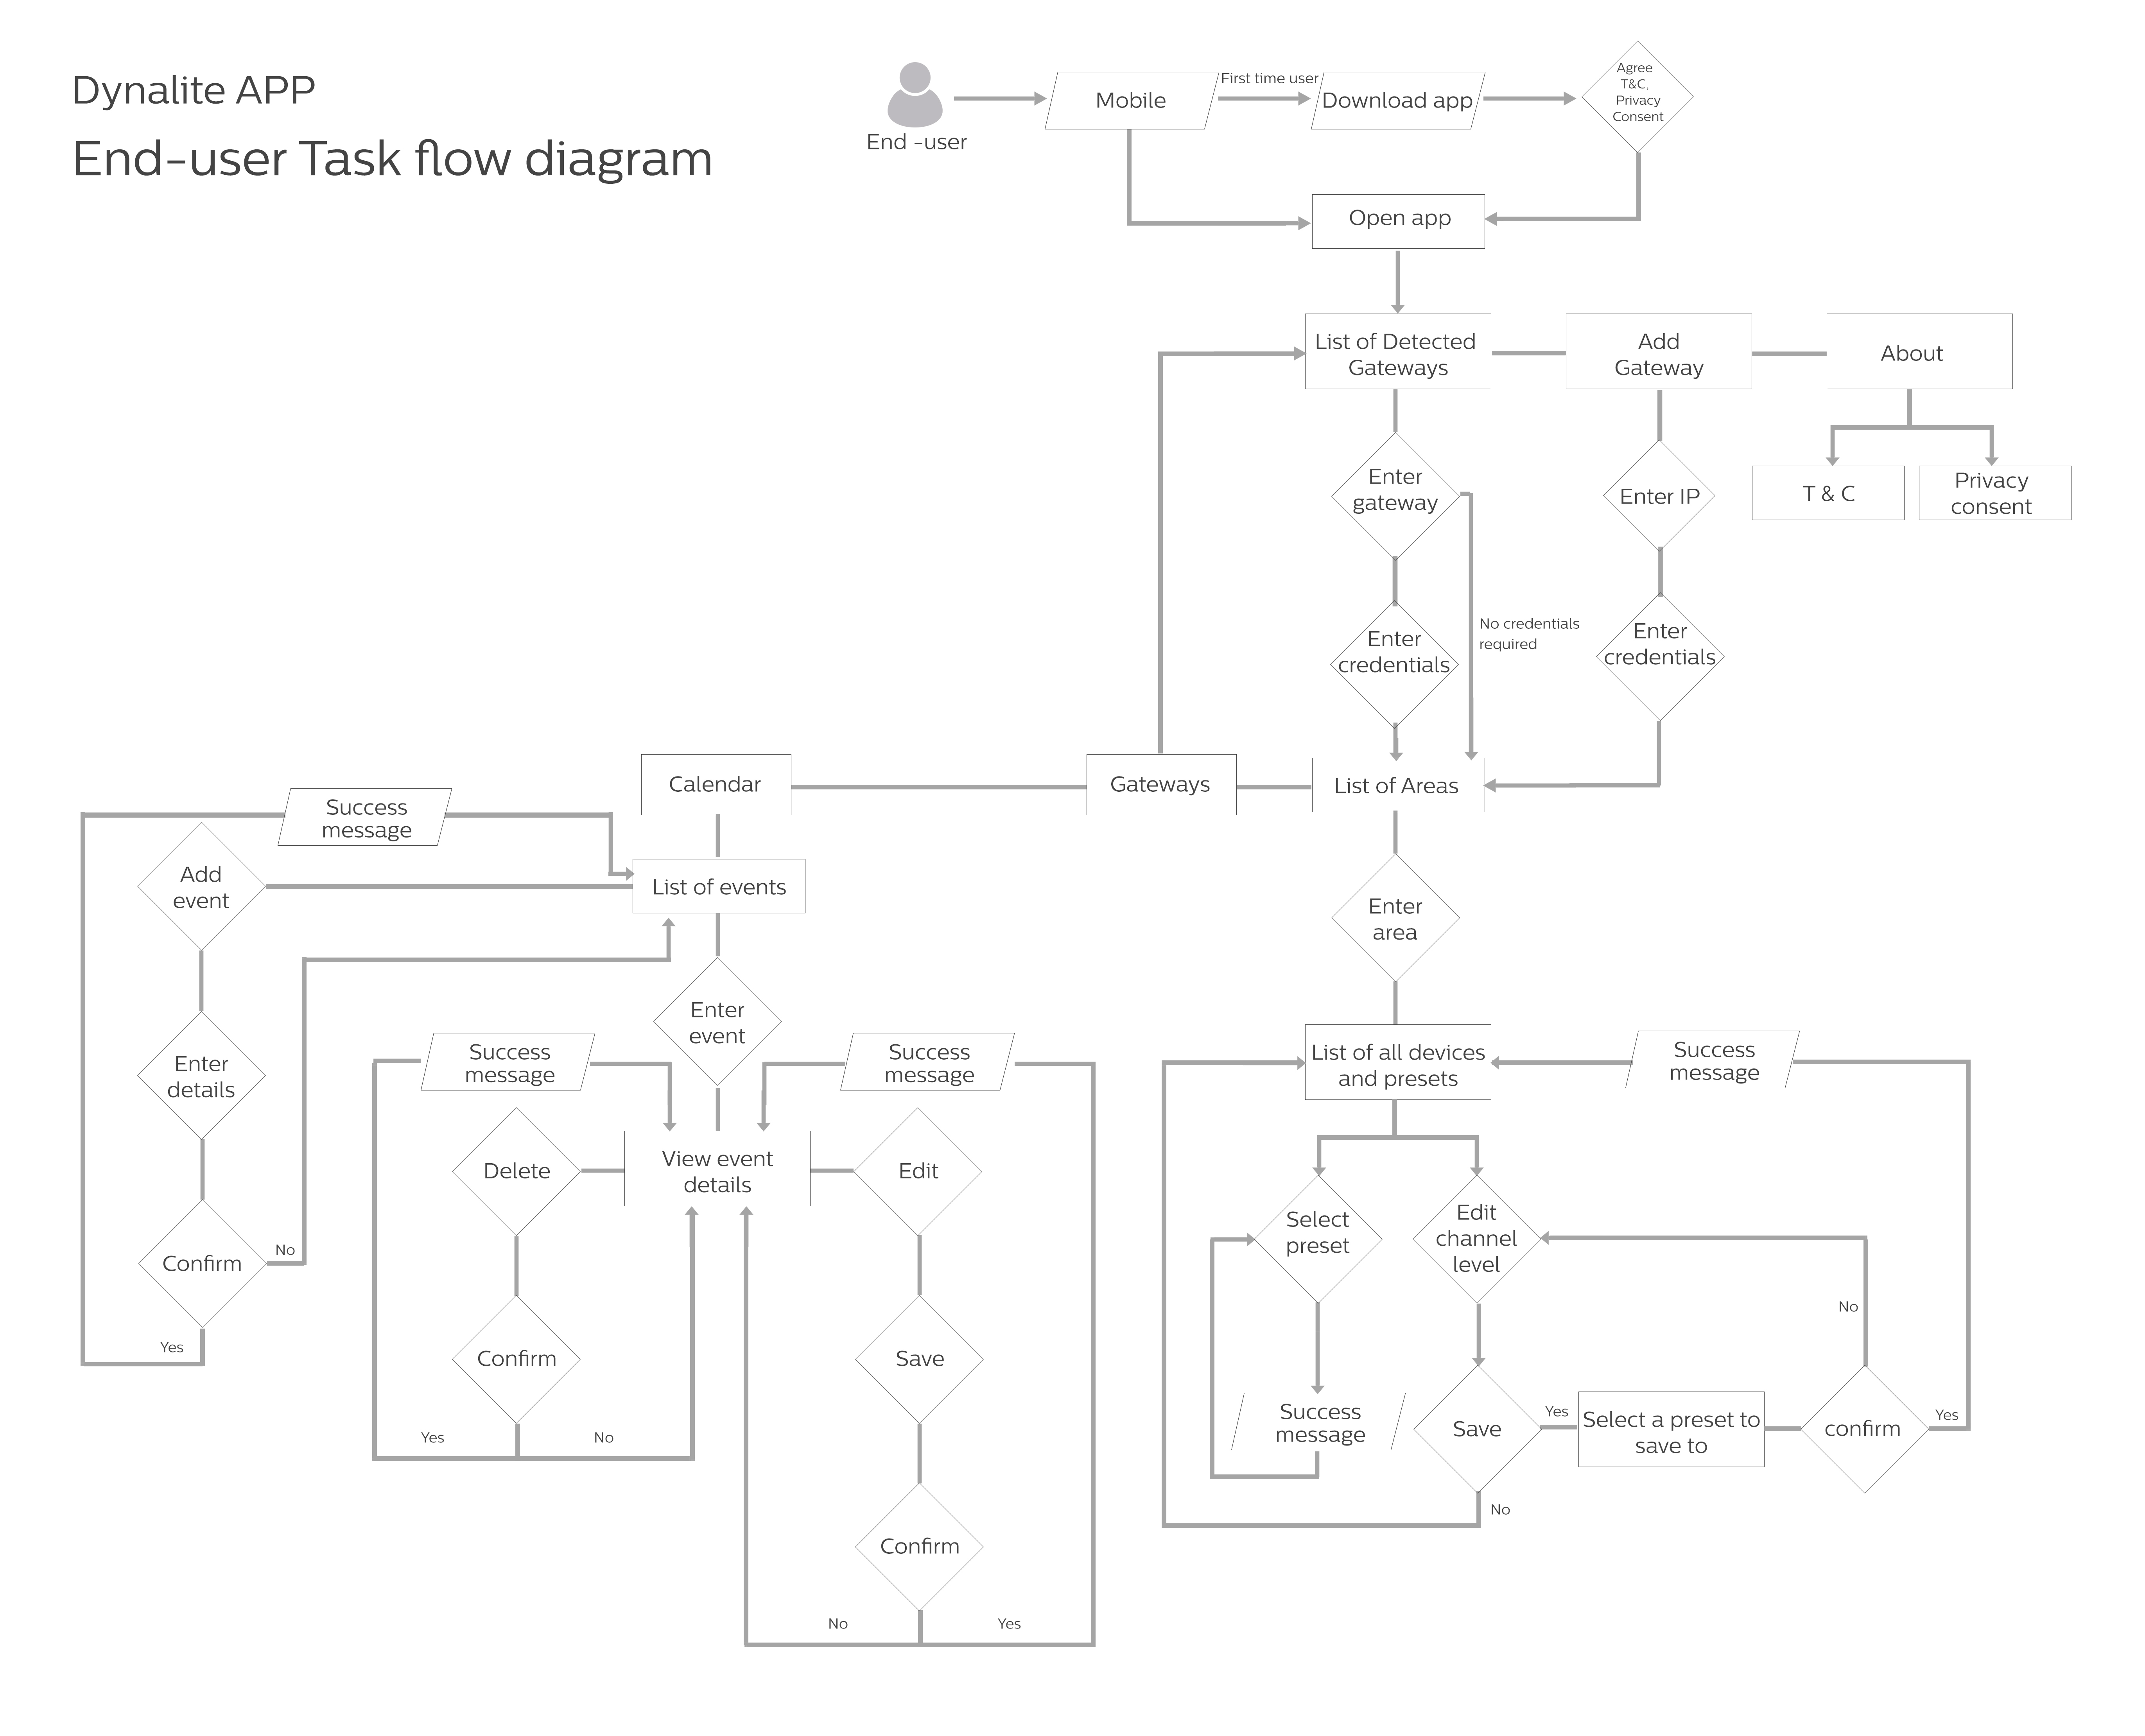 Dynalite APP
End-user Task flow diagram
End -user
Mobile
First time user
Download app
Agree
T&C,
Privacy
Consent
Open app
List of Detected
Gateways
Add
Gateway
About
Enter
gateway
Enter IP
T & C
Privacy
consent
No credentials
required
Enter
credentials
Enter
credentials
Calendar
Gateways
List of Areas
Success
message
Add
event
List of events
Enter
area
Enter
details
Enter
event
Success
message
Success
message
List of all devices
and presets
Success
message
Delete
View event
details
Edit
Select
preset
Edit
channel
level
Confirm
No
Yes
No
Confirm
Save
Success
message
Save
Yes
Select a preset to
save to
confirm
Yes
Yes
No
No
Confirm
No
Yes